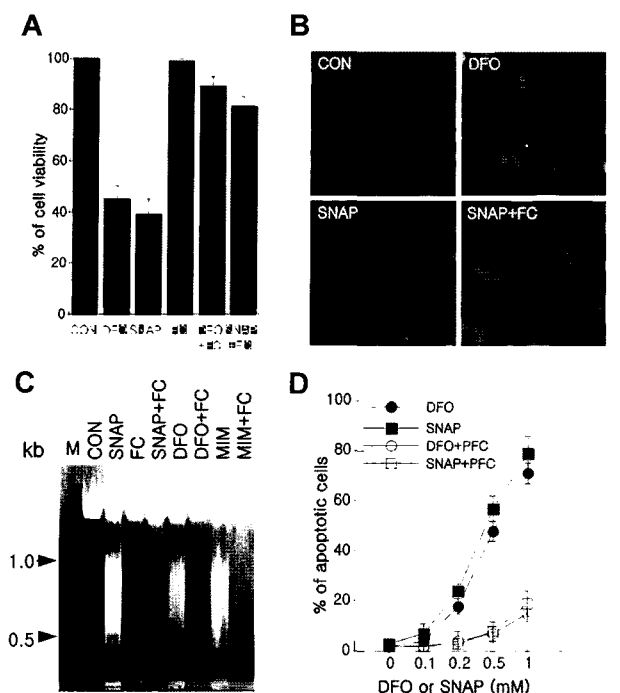 A
100
80
60
40
20
0
% of cell viability
CON SNAP
B
CON
DFO
SNAP
SNAP+FC
C
kb
M
CON
SNAP
FC
SNAP+FC
DFO
DFO+FC
MIM
MIM+FC
1.0
0.5
D
100
80
60
40
20
0
% of apoptotic cells
DFO
SNAP
DFO+PFC
SNAP+PFC
0 0.1 0.2 0.5 1
DFO or SNAP (mM)